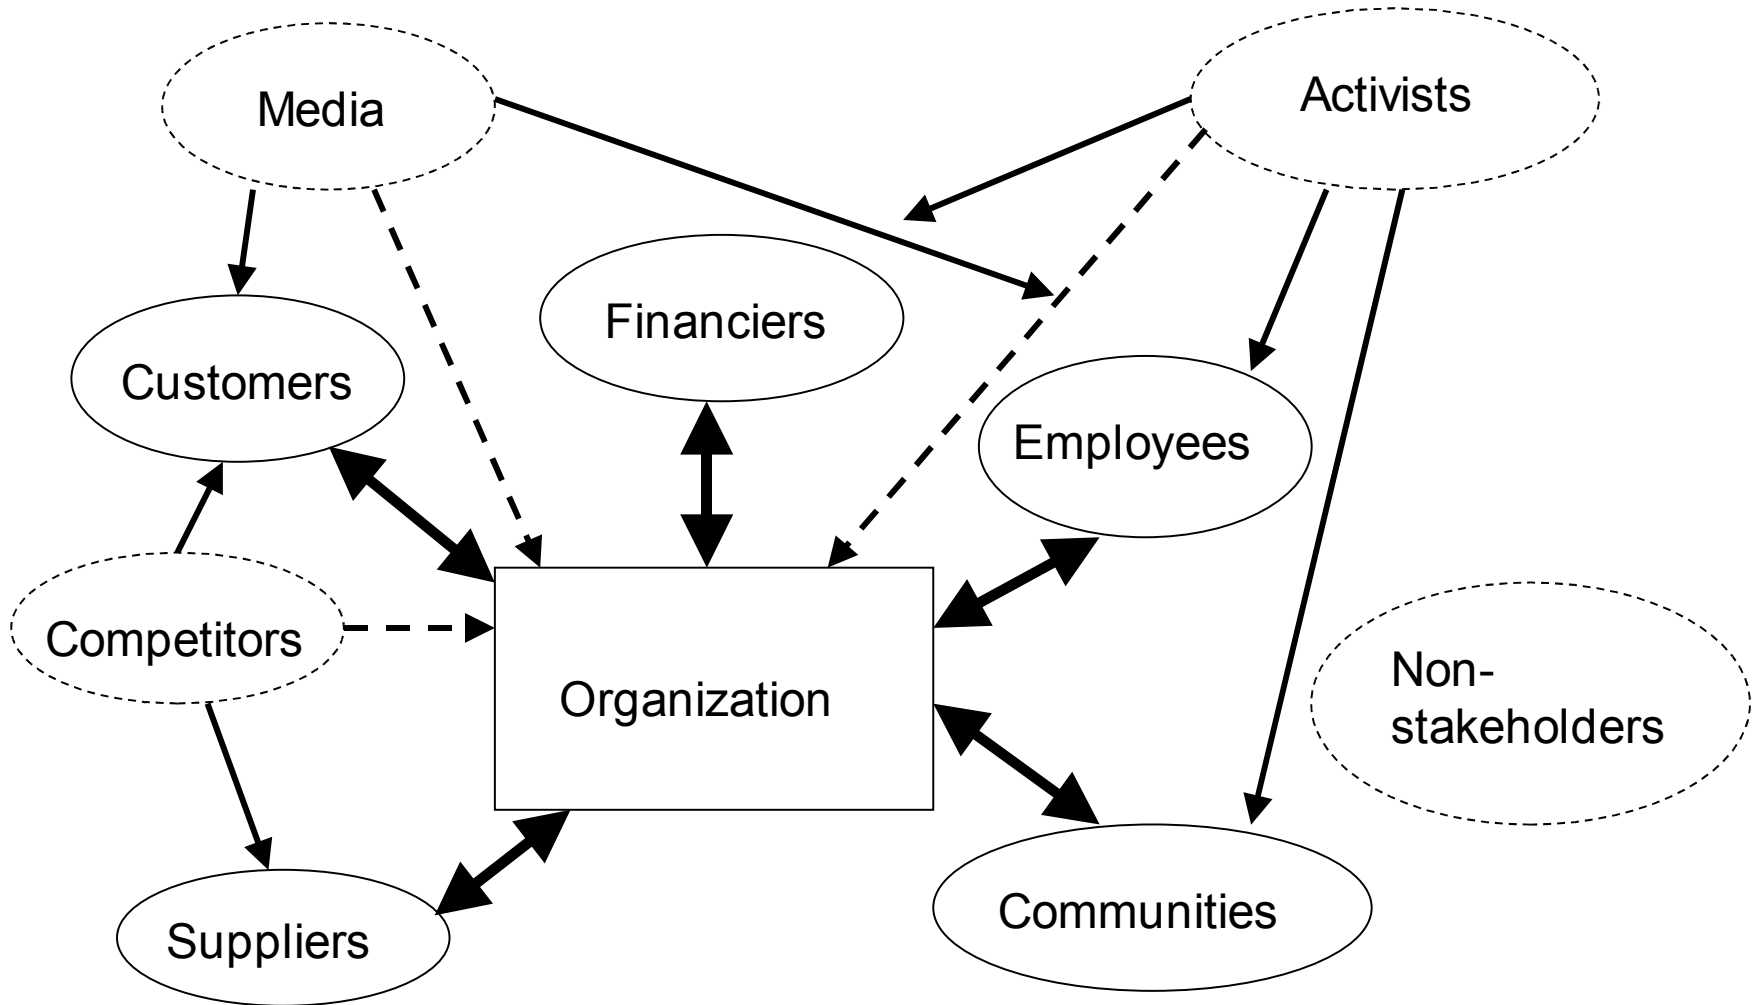 Media
Activists
Financiers
Customers
Employees
Competitors
Organization
Non-
stakeholders
Communities
Suppliers